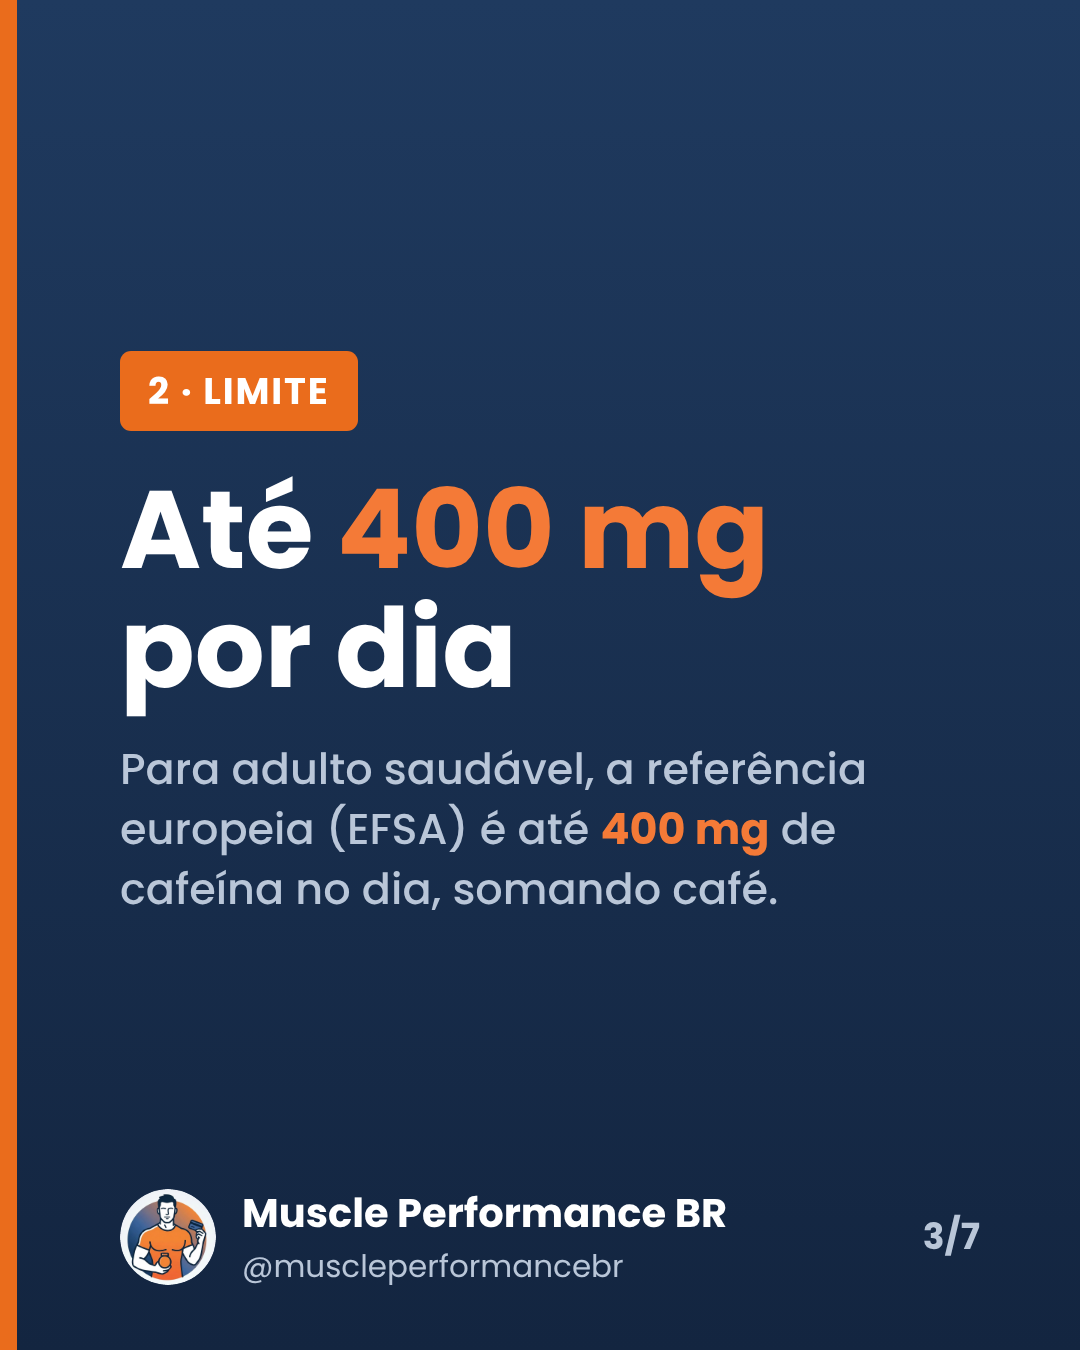 2 · LIMITE
Até 400 mg
por dia
Para adulto saudável, a referência
europeia (EFSA) é até 400 mg de
cafeína no dia, somando café.
Muscle Performance BR
@muscleperformancebr
3/7